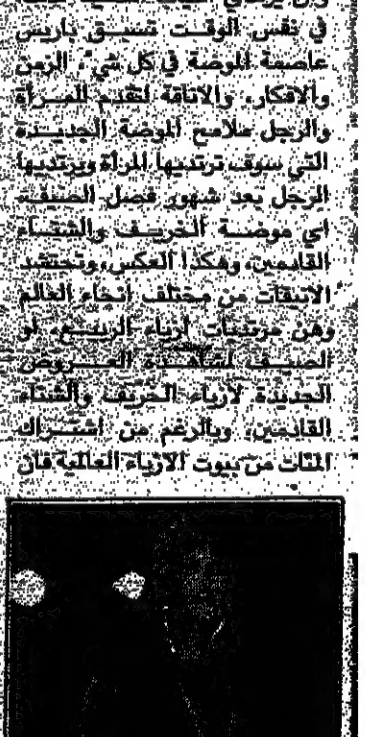 في نفس الوقت تسبق باريس
عاصمة الموضة في كل شيء، الزمن
والافكار، والاناقة لتقدم للمرأة
والرجل ملامح الموضة الجديدة
التي سوف ترتديها المرأة ويرتديها
الرجل بعد شهور فصل الصيف،
اي موضة الخريف والشتاء
القادمين، وهكذا العكس، وتحتشد
الانيقات من مختلف انحاء العالم
وهن مرتديات ازياء الربيع، او
الصيف لمشاهدة العروض
الجديدة لازياء الخريف والشتاء
القادمين، وبالرغم من اشتراك
المئات من بيوت الازياء العالمية فان